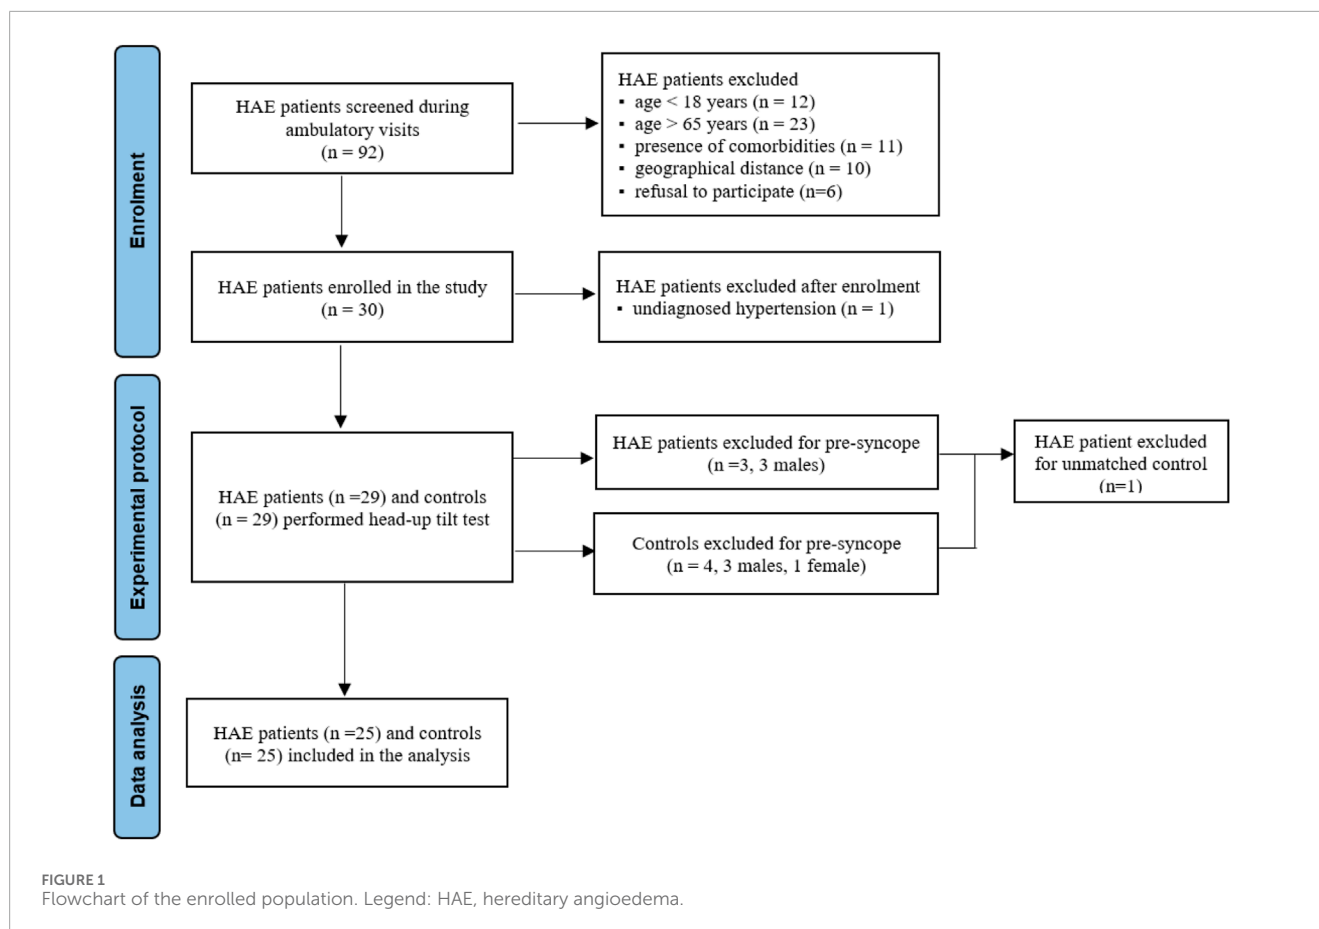 Enrolment
HAE patients screened during
ambulatory visits
(n = 92)
HAE patients excluded
▪ age < 18 years (n = 12)
▪ age > 65 years (n = 23)
▪ presence of comorbidities (n = 11)
▪ geographical distance (n = 10)
▪ refusal to participate (n=6)
HAE patients enrolled in the study
(n = 30)
HAE patients excluded after enrolment
▪ undiagnosed hypertension (n = 1)
Experimental protocol
HAE patients (n =29) and controls
(n = 29) performed head-up tilt test
HAE patients excluded for pre-syncope
(n =3, 3 males)
Controls excluded for pre-syncope
(n = 4, 3 males, 1 female)
HAE patient excluded
for unmatched control
(n=1)
Data analysis
HAE patients (n =25) and controls
(n= 25) included in the analysis
FIGURE 1
Flowchart of the enrolled population. Legend: HAE, hereditary angioedema.